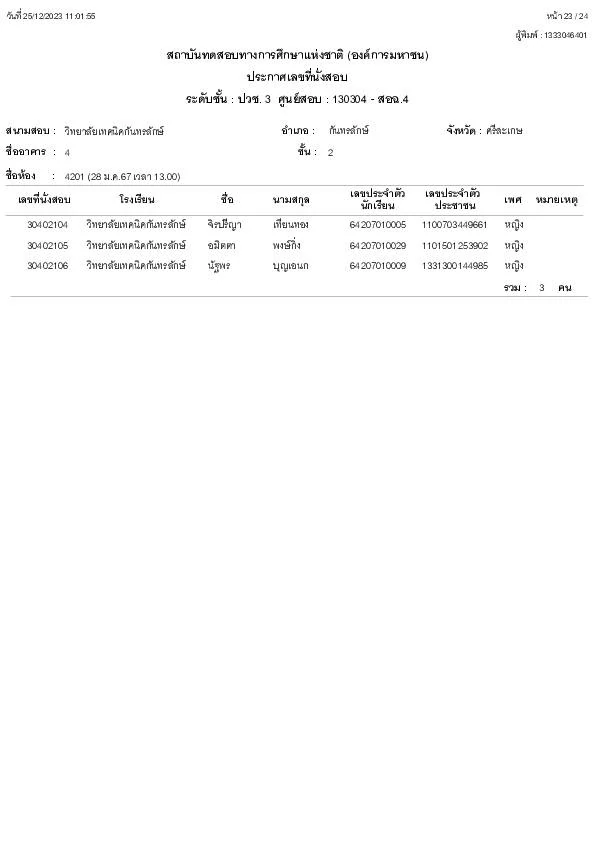 วันที่ 25/12/2023 11:01:55 หน้า 23 / 24
ผู้พิมพ์ : 1333046401
สถาบันทดสอบทางการศึกษาแห่งชาติ (องค์การมหาชน)
ประกาศเลขที่นั่งสอบ
ระดับชั้น : ปวช. 3 ศูนย์สอบ : 130304 - สอฉ.4
สนามสอบ : วิทยาลัยเทคนิคกันทรลักษ์ อำเภอ : กันทรลักษ์ จังหวัด : ศรีสะเกษ
ชื่ออาคาร : 4 ชั้น : 2
ชื่อห้อง : 4201 (28 ม.ค.67 เวลา 13.00)
เลขที่นั่งสอบ โรงเรียน ชื่อ นามสกุล เลขประจำตัวนักเรียน เลขประจำตัวประชาชน เพศ หมายเหตุ
30402104 วิทยาลัยเทคนิคกันทรลักษ์ จิรปรียา เทียนทอง 64207010005 1100703449661 หญิง
30402105 วิทยาลัยเทคนิคกันทรลักษ์ อมิตตา พงษ์กิ่ง 64207010029 1101501253902 หญิง
30402106 วิทยาลัยเทคนิคกันทรลักษ์ นัฐพร บุญเอนก 64207010009 1331300144985 หญิง
รวม : 3 คน